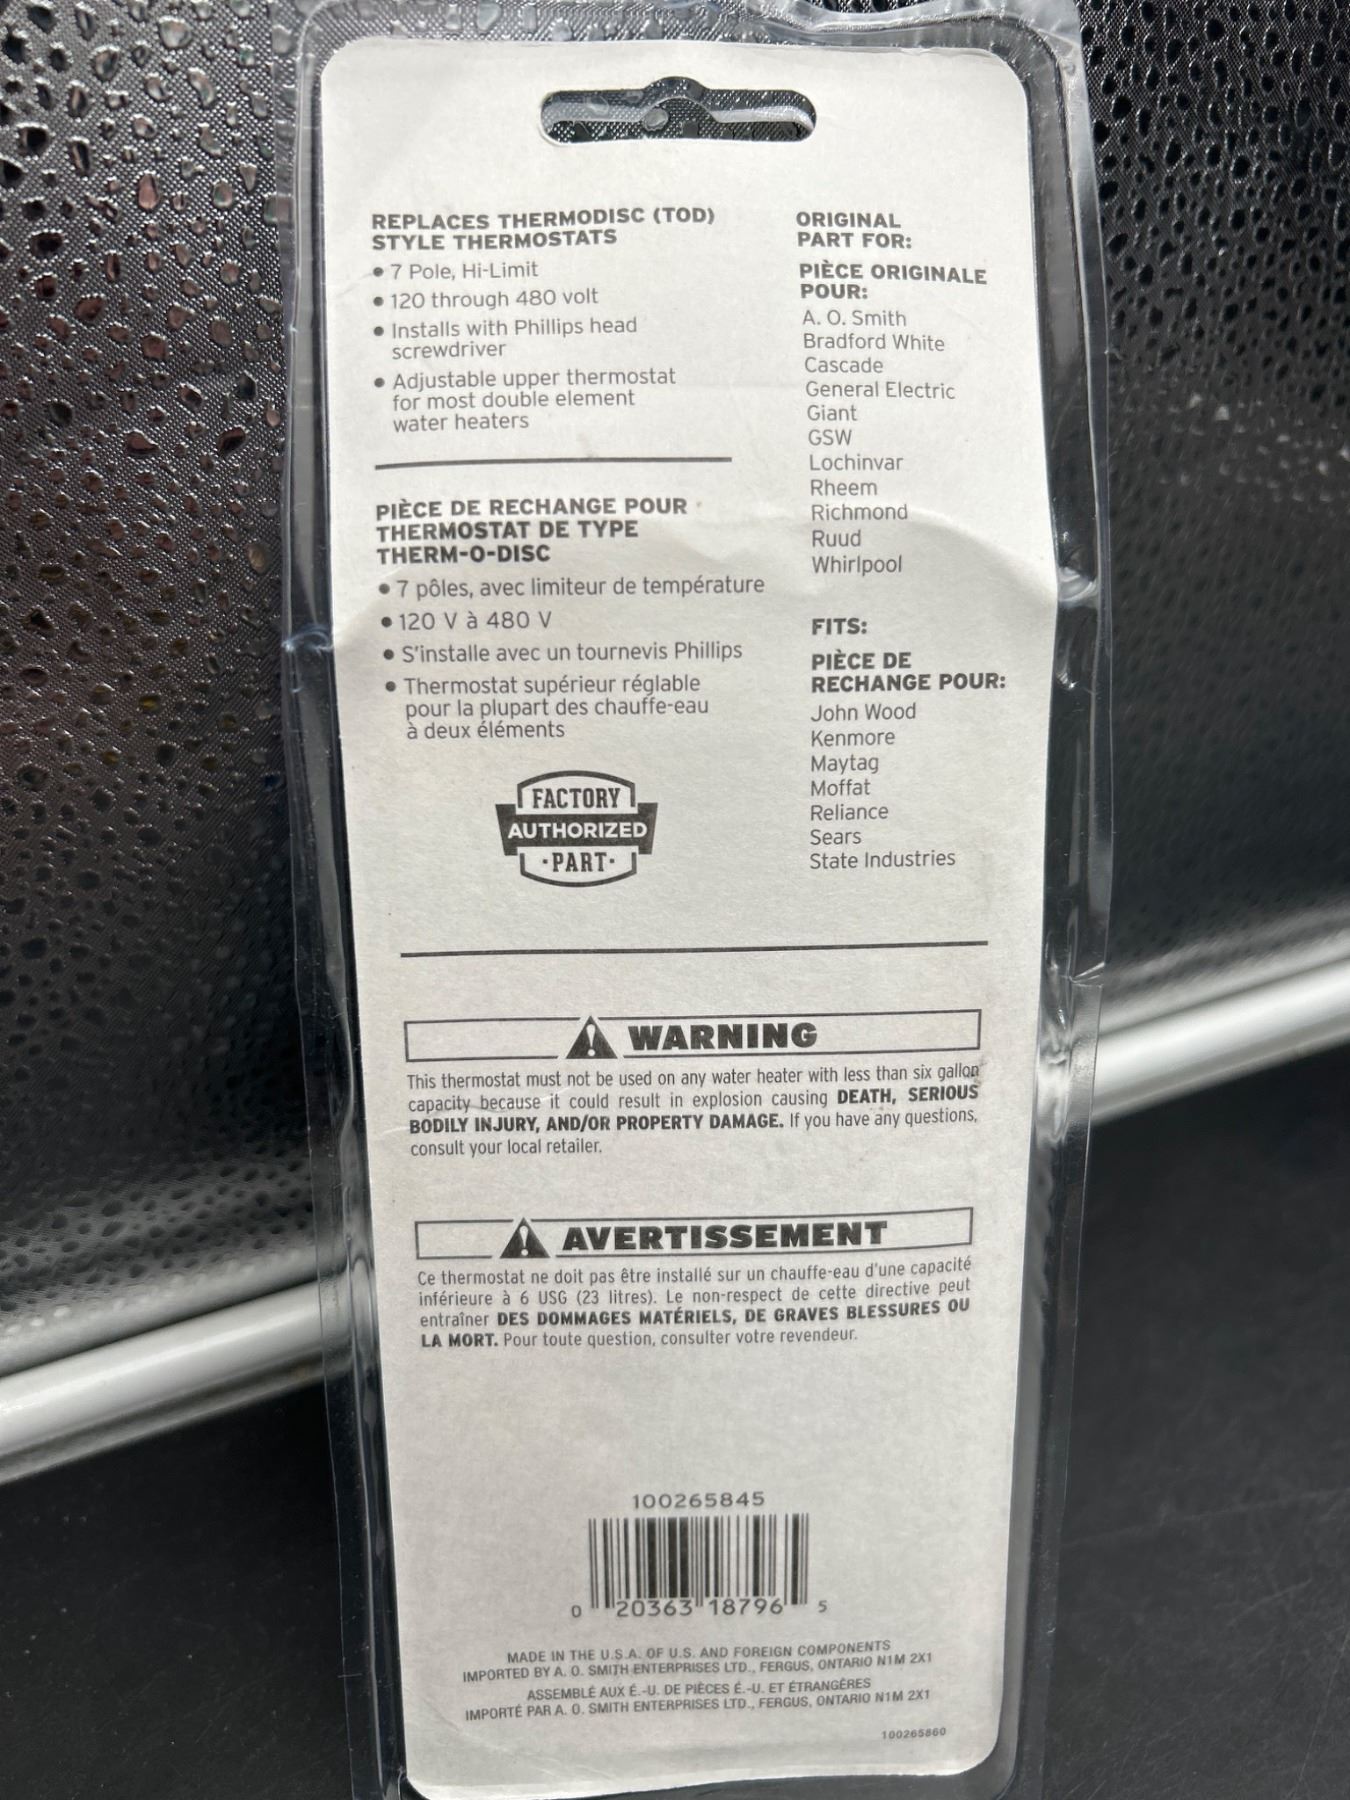 REPLACES THERMODISC (TOD)
STYLE THERMOSTATS
• 7 Pole, Hi-Limit
• 120 through 480 volt
• Installs with Phillips head
screwdriver
• Adjustable upper thermostat
for most double element
water heaters
PIÈCE DE RECHANGE POUR
THERMOSTAT DE TYPE
THERM-O-DISC
• 7 pôles, avec limiteur de température
• 120 V à 480 V
• S'installe avec un tournevis Phillips
• Thermostat supérieur réglable
pour la plupart des chauffe-eau
à deux éléments
FACTORY
AUTHORIZED
·PART·
ORIGINAL
PART FOR:
PIÈCE ORIGINALE
POUR:
A. O. Smith
Bradford White
Cascade
General Electric
Giant
GSW
Lochinvar
Rheem
Richmond
Ruud
Whirlpool
FITS:
PIÈCE DE
RECHANGE POUR:
John Wood
Kenmore
Maytag
Moffat
Reliance
Sears
State Industries
WARNING
This thermostat must not be used on any water heater with less than six gallon
capacity because it could result in explosion causing DEATH, SERIOUS
BODILY INJURY, AND/OR PROPERTY DAMAGE. If you have any questions,
consult your local retailer.
AVERTISSEMENT
Ce thermostat ne doit pas être installé sur un chauffe-eau d'une capacité
inférieure à 6 USG (23 litres). Le non-respect de cette directive peut
entraîner DES DOMMAGES MATÉRIELS, DE GRAVES BLESSURES OU
LA MORT. Pour toute question, consulter votre revendeur.
100265845
0 20363 18796 5
MADE IN THE U.S.A. OF U.S. AND FOREIGN COMPONENTS
IMPORTED BY A. O. SMITH ENTERPRISES LTD., FERGUS, ONTARIO N1M 2X1
ASSEMBLÉ AUX É.-U. DE PIÈCES É.-U. ET ÉTRANGÈRES
IMPORTÉ PAR A. O. SMITH ENTERPRISES LTD., FERGUS, ONTARIO N1M 2X1
100265860